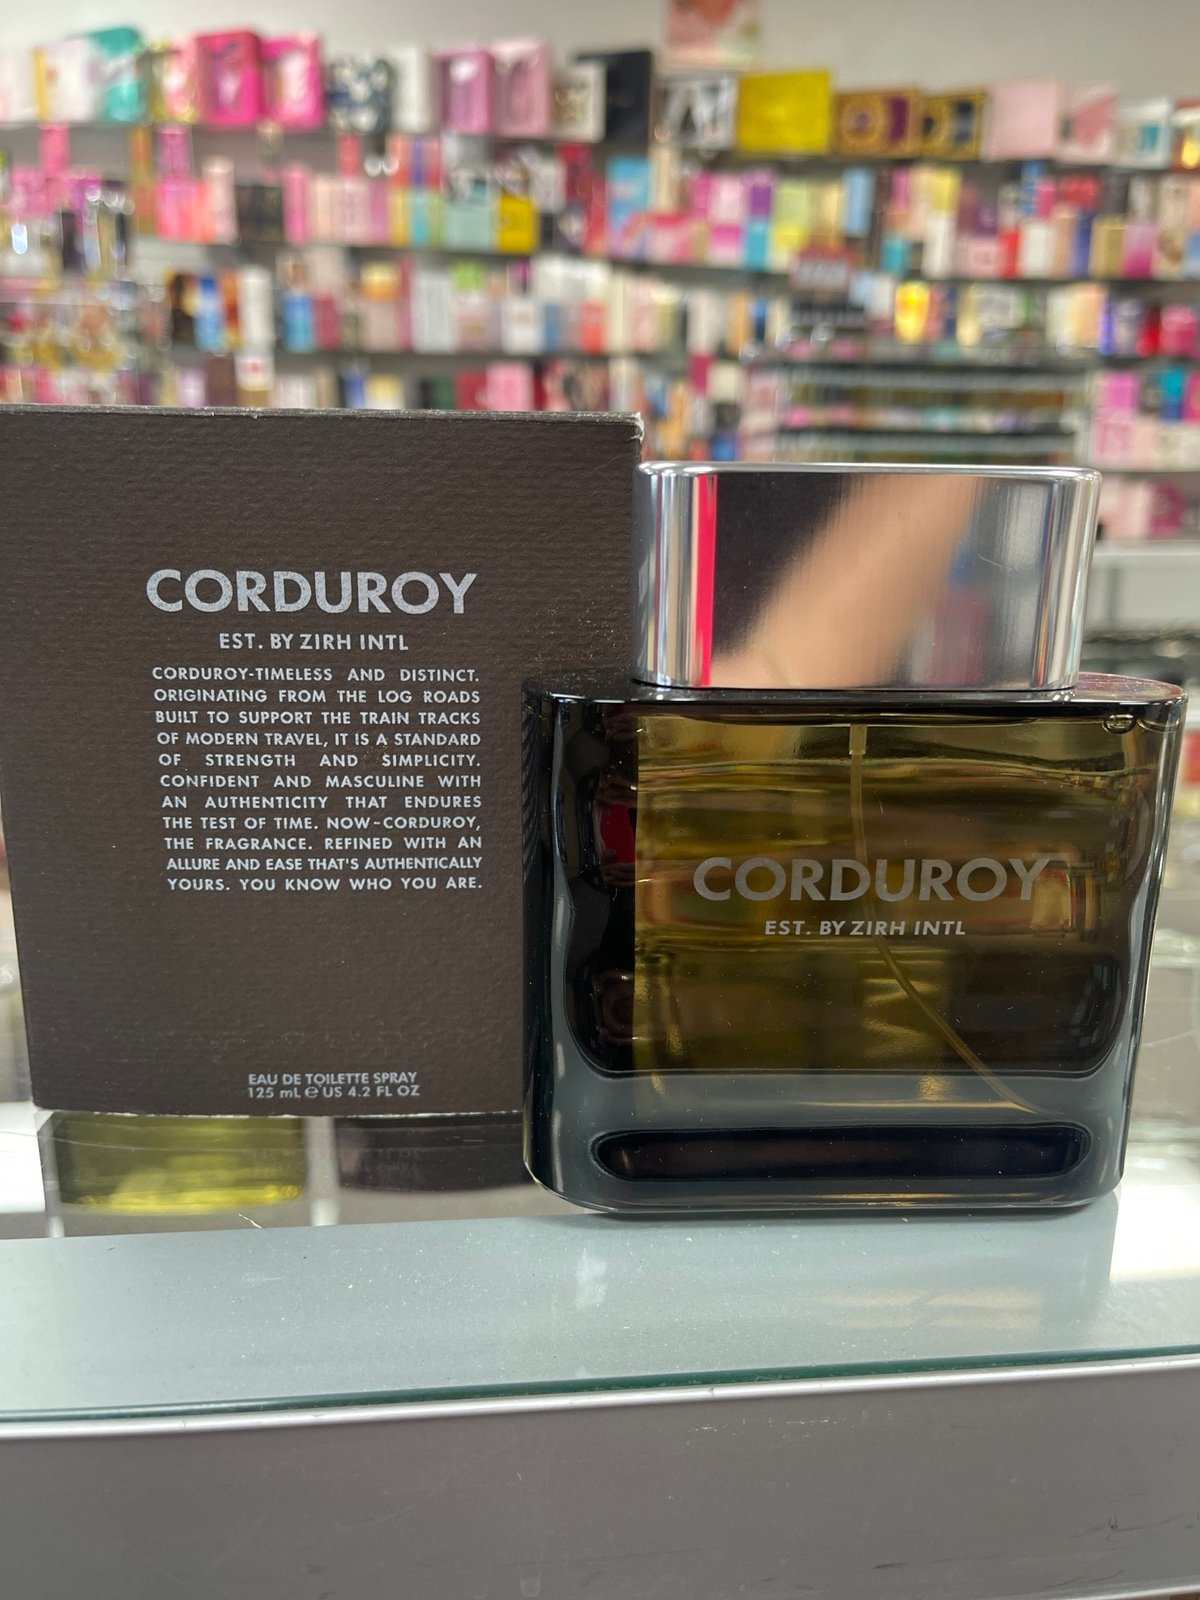 CORDUROY
EST. BY ZIRH INTL
CORDUROY-TIMELESS AND DISTINCT.
ORIGINATING FROM THE LOG ROADS
BUILT TO SUPPORT THE TRAIN TRACKS
OF MODERN TRAVEL, IT IS A STANDARD
OF STRENGTH AND SIMPLICITY.
CONFIDENT AND MASCULINE WITH
AN AUTHENTICITY THAT ENDURES
THE TEST OF TIME. NOW-CORDUROY,
THE FRAGRANCE. REFINED WITH AN
ALLURE AND EASE THAT'S AUTHENTICALLY
YOURS. YOU KNOW WHO YOU ARE.
EAU DE TOILETTE SPRAY
125 mL ℮ US 4.2 FL OZ
CORDUROY
EST. BY ZIRH INTL